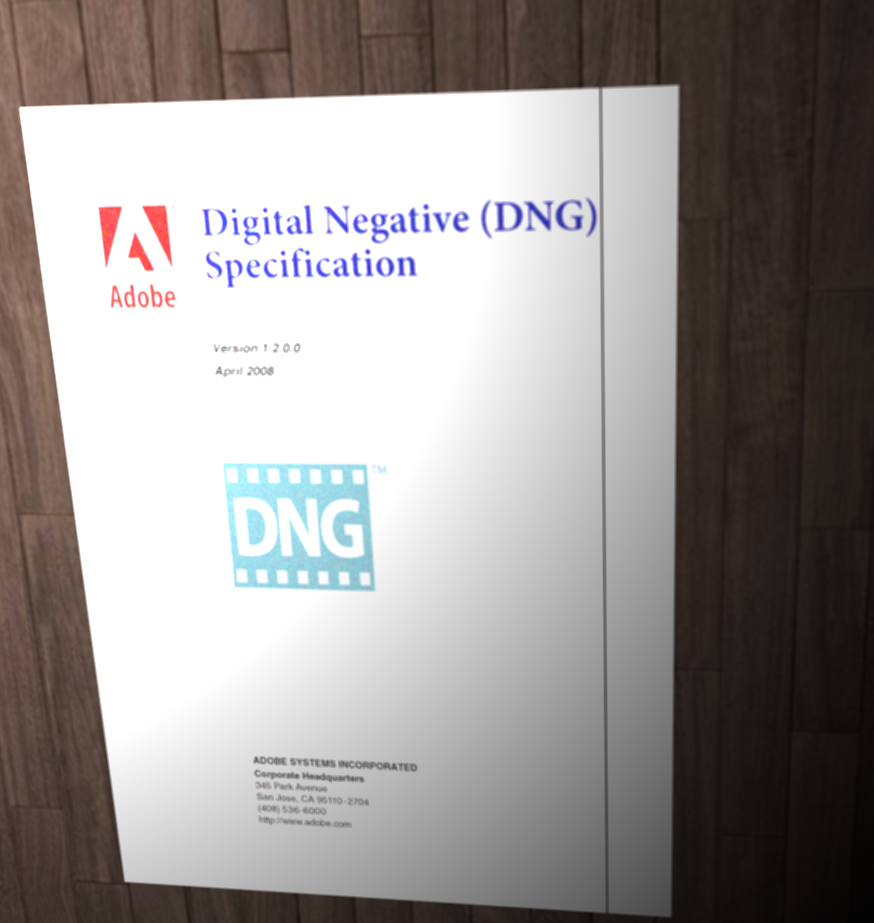 Digital Negative (DNG)
Specification
Adobe
Version 1.2.0.0
April 2008
DNG™
ADOBE SYSTEMS INCORPORATED
Corporate Headquarters
345 Park Avenue
San Jose, CA 95110-2704
(408) 536-6000
http://www.adobe.com